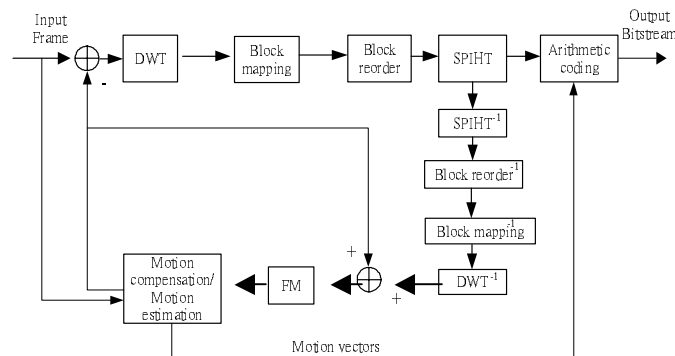 Input
Frame
Output
Bitstream
DWT
Block
mapping
Block
reorder
SPIHT
Arithmetic
coding
-
SPIHT-1
Block reorder-1
Block mapping-1
DWT-1
+
+
FM
Motion
compensation/
Motion
estimation
Motion vectors